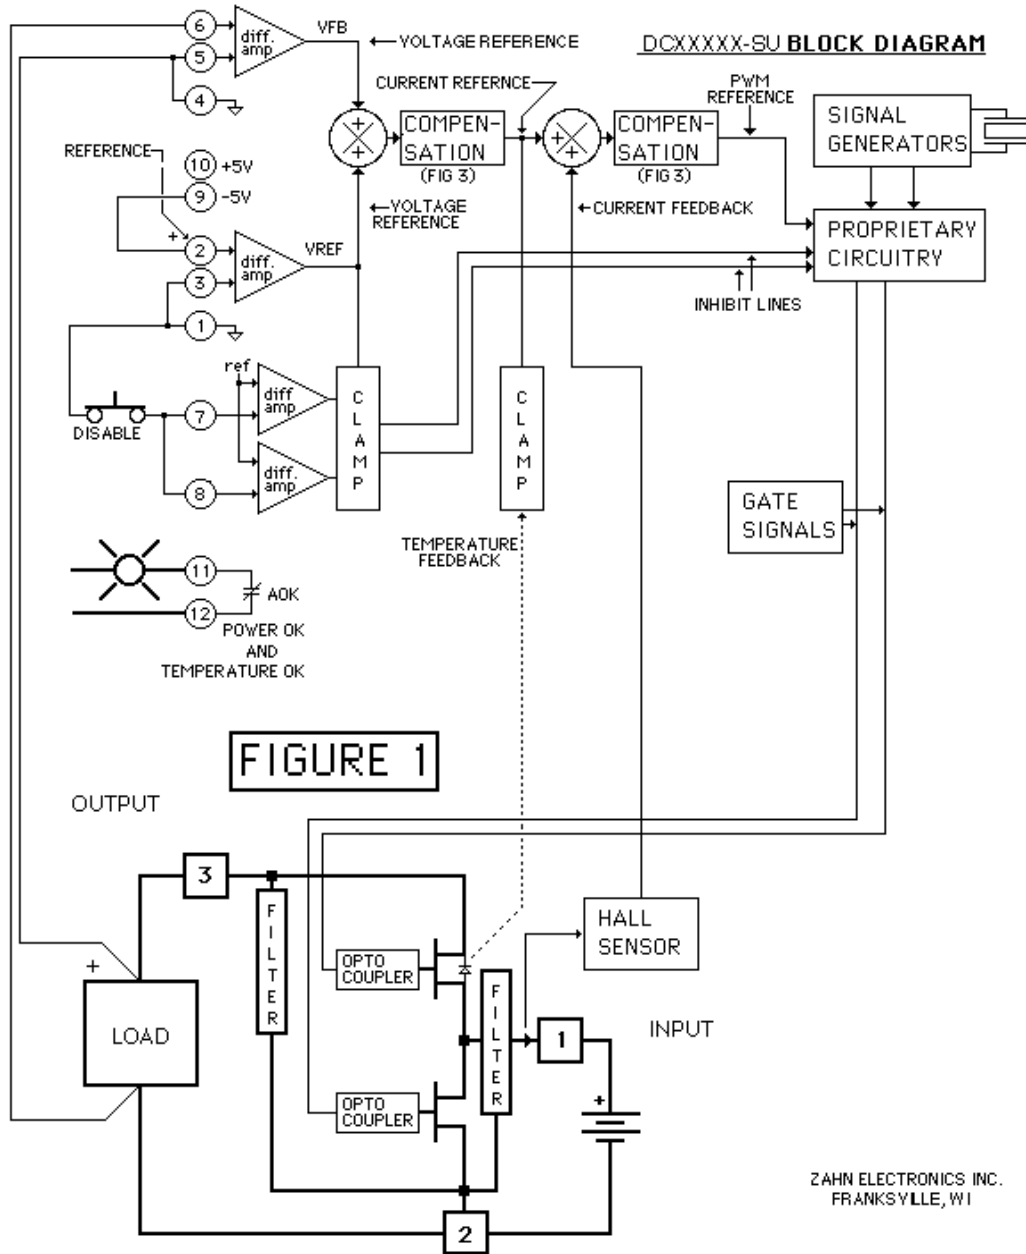 DCXXXXX-SU BLOCK DIAGRAM
6
5
4
diff.
amp
VFB
VOLTAGE REFERENCE
CURRENT REFERNCE
PWM
REFERENCE
+
+
COMPEN-
SATION
(FIG 3)
+
+
COMPEN-
SATION
(FIG 3)
SIGNAL
GENERATORS
REFERENCE
10
+5V
9
-5V
+
2
3
1
diff.
amp
VREF
VOLTAGE
REFERENCE
CURRENT FEEDBACK
PROPRIETARY
CIRCUITRY
INHIBIT LINES
ref
diff
amp
diff.
amp
7
8
DISABLE
CLAMP
CLAMP
TEMPERATURE
FEEDBACK
GATE
SIGNALS
11
AOK
12
POWER OK
AND
TEMPERATURE OK
FIGURE 1
OUTPUT
3
FILTER
OPTO
COUPLER
OPTO
COUPLER
FILTER
HALL
SENSOR
+
LOAD
1
INPUT
+
2
ZAHN ELECTRONICS INC.
FRANKSVILLE, WI